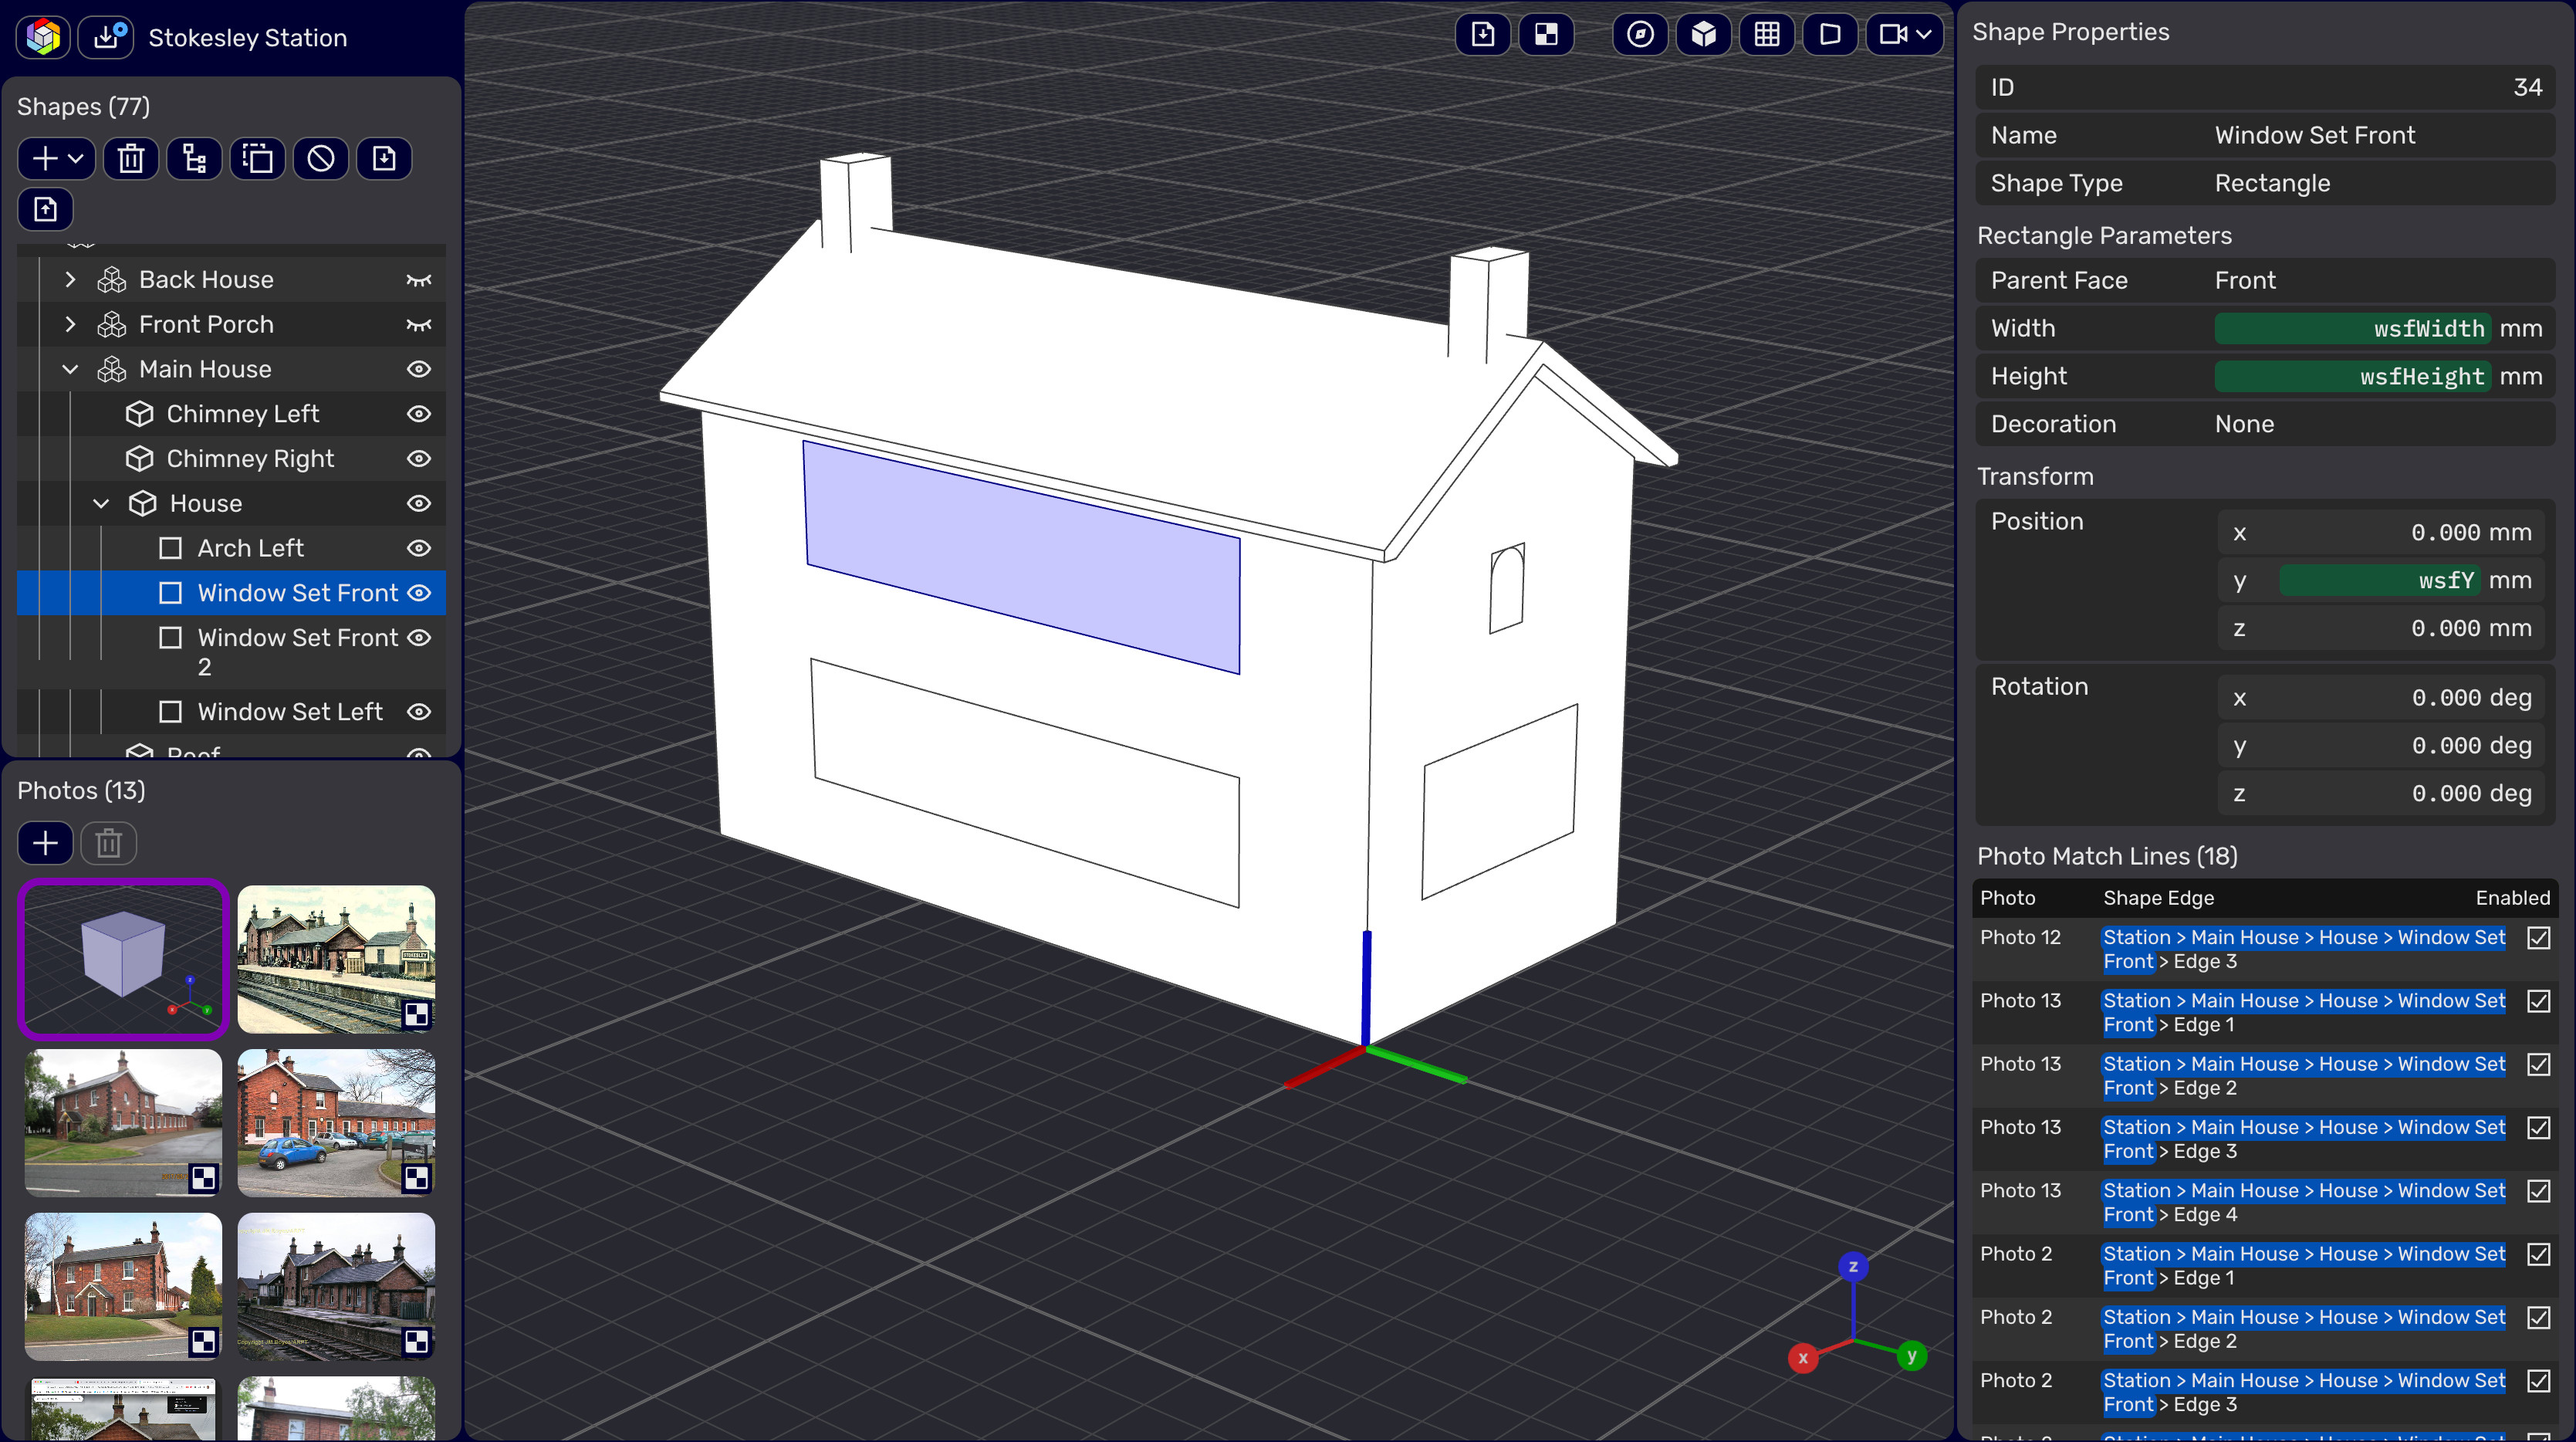 Stokesley Station
Shapes (77)
Back House
Front Porch
Main House
Chimney Left
Chimney Right
House
Arch Left
Window Set Front
Window Set Front
2
Window Set Left
Roof
Photos (13)
STOKESLEY
z
x
y
Shape Properties
ID 34
Name Window Set Front
Shape Type Rectangle
Rectangle Parameters
Parent Face Front
Width wsfWidth mm
Height wsfHeight mm
Decoration None
Transform
Position x 0.000 mm
y wsfY mm
z 0.000 mm
Rotation x 0.000 deg
y 0.000 deg
z 0.000 deg
Photo Match Lines (18)
Photo Shape Edge Enabled
Photo 12 Station > Main House > House > Window Set
Front > Edge 3
Photo 13 Station > Main House > House > Window Set
Front > Edge 1
Photo 13 Station > Main House > House > Window Set
Front > Edge 2
Photo 13 Station > Main House > House > Window Set
Front > Edge 3
Photo 13 Station > Main House > House > Window Set
Front > Edge 4
Photo 2 Station > Main House > House > Window Set
Front > Edge 1
Photo 2 Station > Main House > House > Window Set
Front > Edge 2
Photo 2 Station > Main House > House > Window Set
Front > Edge 3